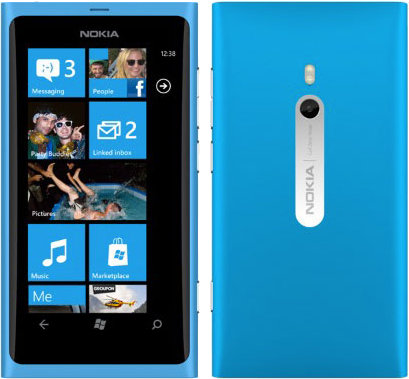 NOKIA
12:38
3
Messaging
People
f
Party Buddies
2
Linked inbox
Pictures
Music
Marketplace
Me
GROUPON
NOKIA